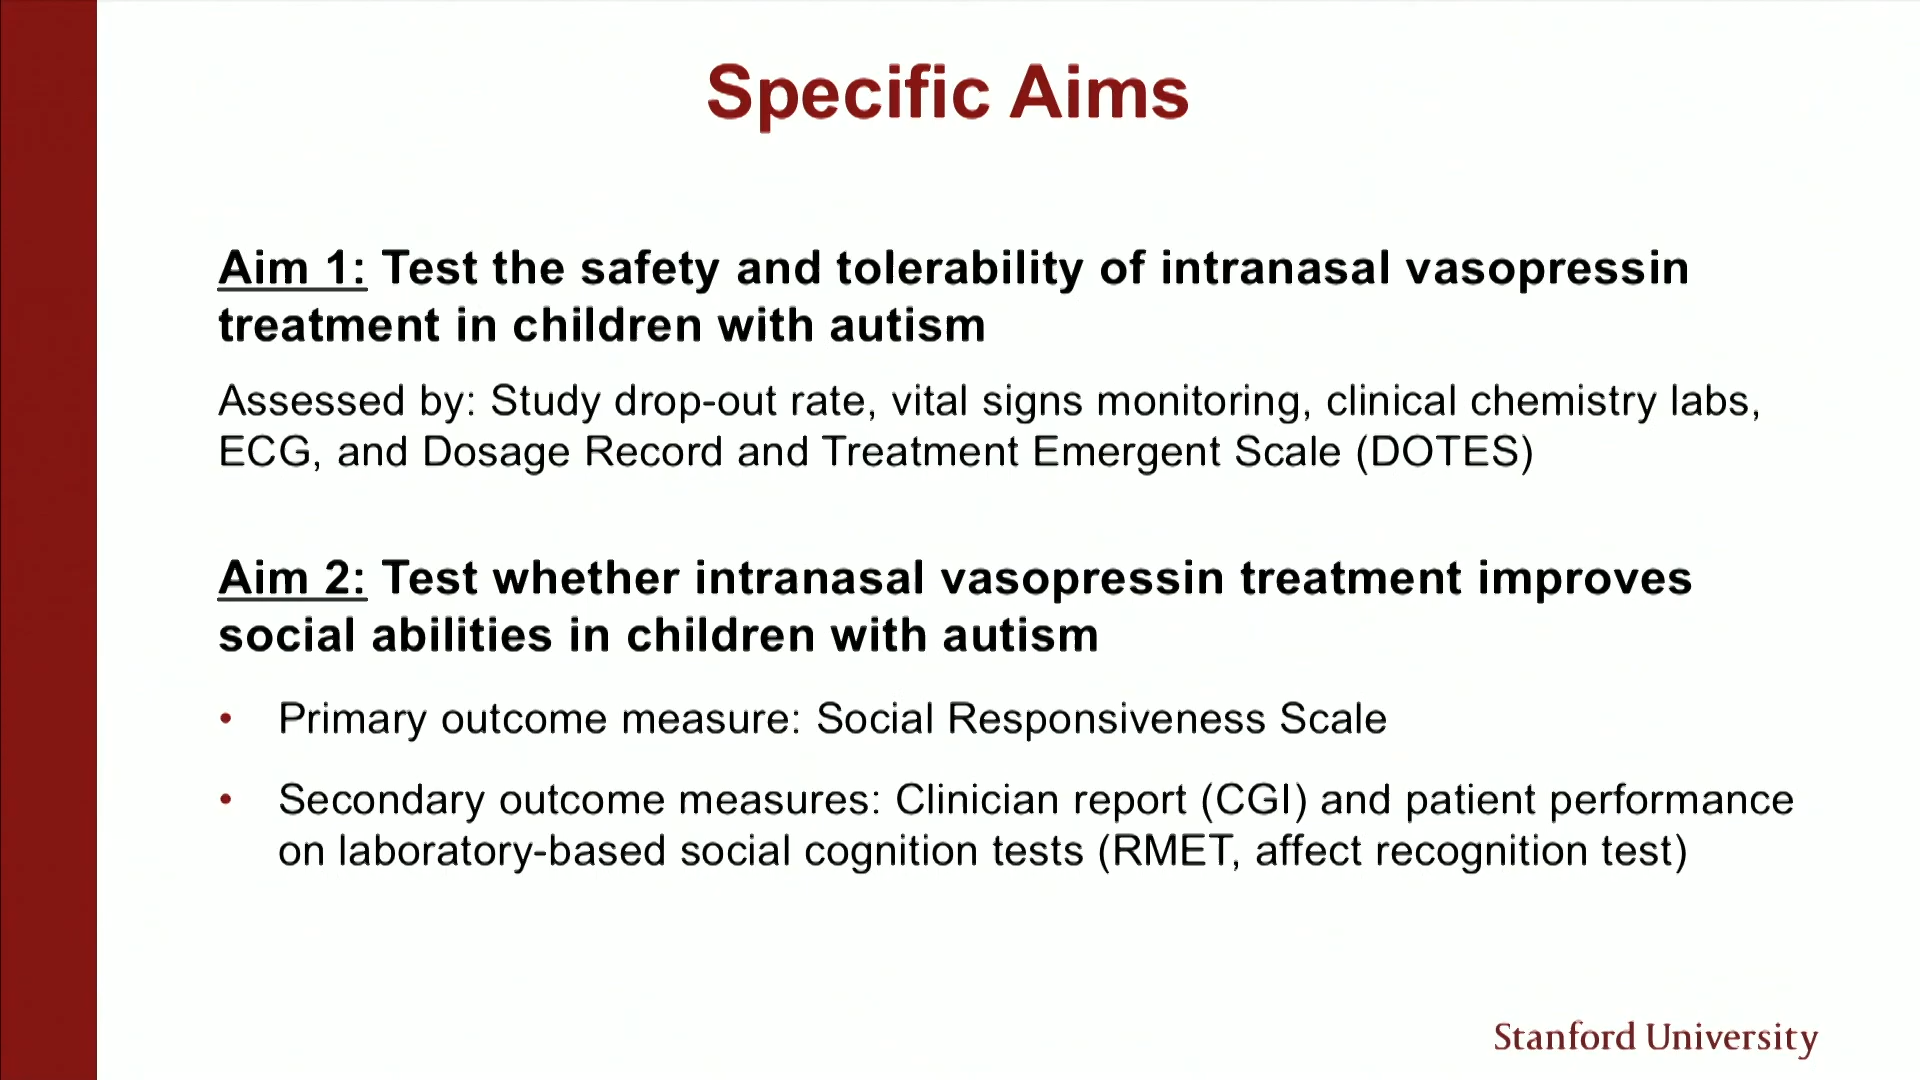 Specific Aims
Aim 1: Test the safety and tolerability of intranasal vasopressin
treatment in children with autism
Assessed by: Study drop-out rate, vital signs monitoring, clinical chemistry labs,
ECG, and Dosage Record and Treatment Emergent Scale (DOTES)
Aim 2: Test whether intranasal vasopressin treatment improves
social abilities in children with autism
• Primary outcome measure: Social Responsiveness Scale
• Secondary outcome measures: Clinician report (CGI) and patient performance
on laboratory-based social cognition tests (RMET, affect recognition test)
Stanford University